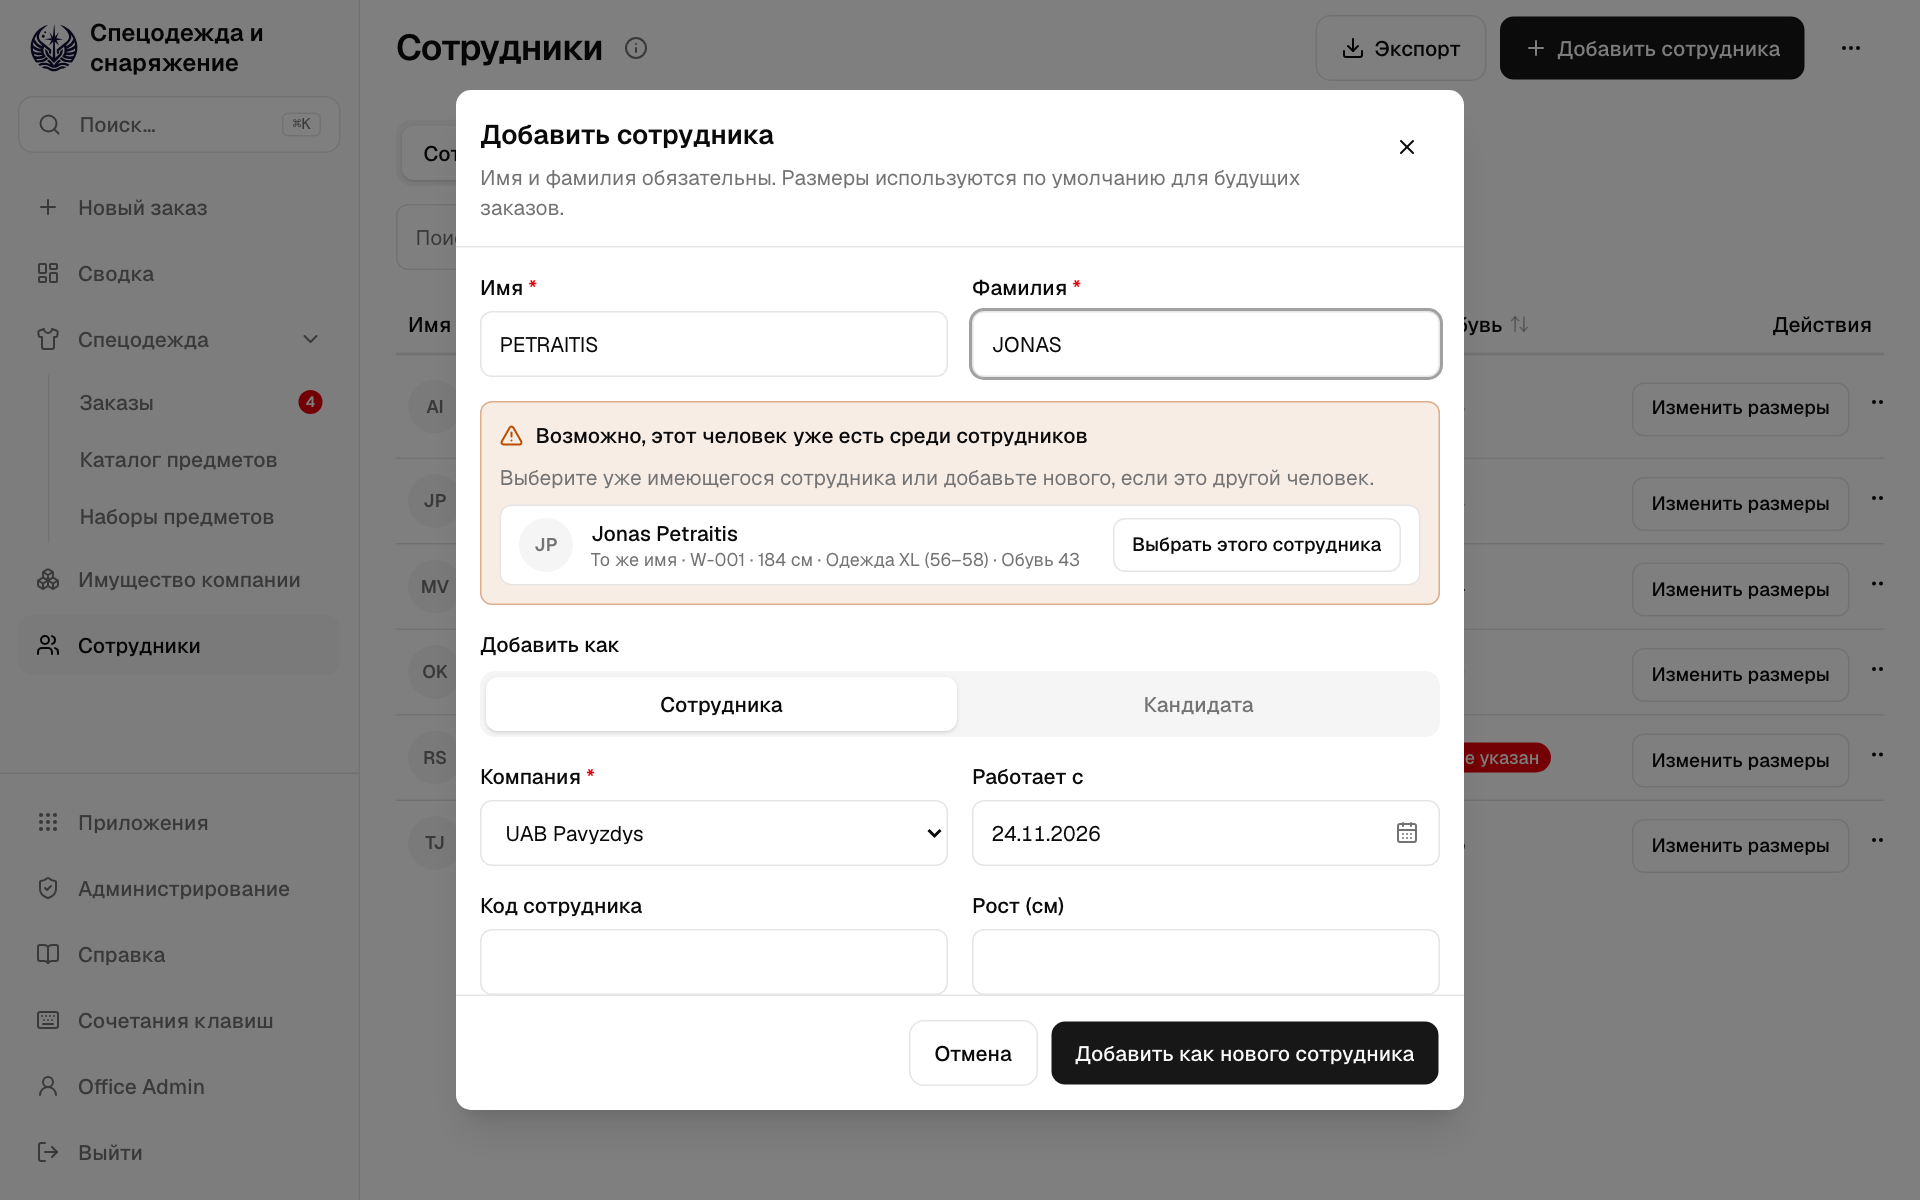 Спецодежда и
снаряжение
Поиск...
⌘K
Новый заказ
Сводка
Спецодежда
Заказы
4
Каталог предметов
Наборы предметов
Имущество компании
Сотрудники
Приложения
Администрирование
Справка
Сочетания клавиш
Office Admin
Выйти
Сотрудники
Экспорт
Добавить сотрудника
Имя
Действия
AI
Изменить размеры
JP
Изменить размеры
MV
Изменить размеры
OK
Изменить размеры
RS
указан
Изменить размеры
TJ
Изменить размеры
Добавить сотрудника
Имя и фамилия обязательны. Размеры используются по умолчанию для будущих
заказов.
Имя *
Фамилия *
PETRAITIS
JONAS
Возможно, этот человек уже есть среди сотрудников
Выберите уже имеющегося сотрудника или добавьте нового, если это другой человек.
JP
Jonas Petraitis
То же имя · W-001 · 184 см · Одежда XL (56–58) · Обувь 43
Выбрать этого сотрудника
Добавить как
Сотрудника
Кандидата
Компания *
Работает с
UAB Pavyzdys
24.11.2026
Код сотрудника
Рост (см)
Отмена
Добавить как нового сотрудника